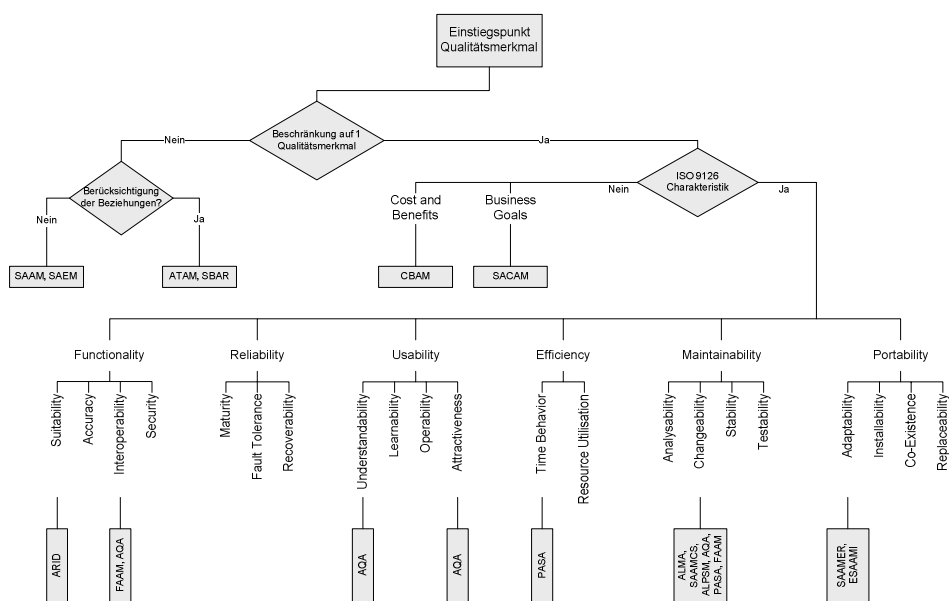 Einstiegspunkt
Qualitätsmerkmal
Beschränkung auf 1
Qualitätsmerkmal
Nein
Ja
Berücksichtigung
der Beziehungen?
ISO 9126
Charakteristik
Nein
Ja
Cost and
Benefits
Business
Goals
Nein
Ja
SAAM, SAEM
ATAM, SBAR
CBAM
SACAM
Functionality
Reliability
Usability
Efficiency
Maintainability
Portability
Suitability
Accuracy
Interoperability
Security
Maturity
Fault Tolerance
Recoverability
Understandability
Learnability
Operability
Attractiveness
Time Behavior
Resource Utilisation
Analysability
Changeability
Stability
Testability
Adaptability
Installability
Co-Existence
Replaceability
ARID
FAAM, AQA
AQA
AQA
PASA
ALMA,
SAAMCS,
ALPSM, AQA,
PASA, FAAM
SAAMER,
ESAAMI